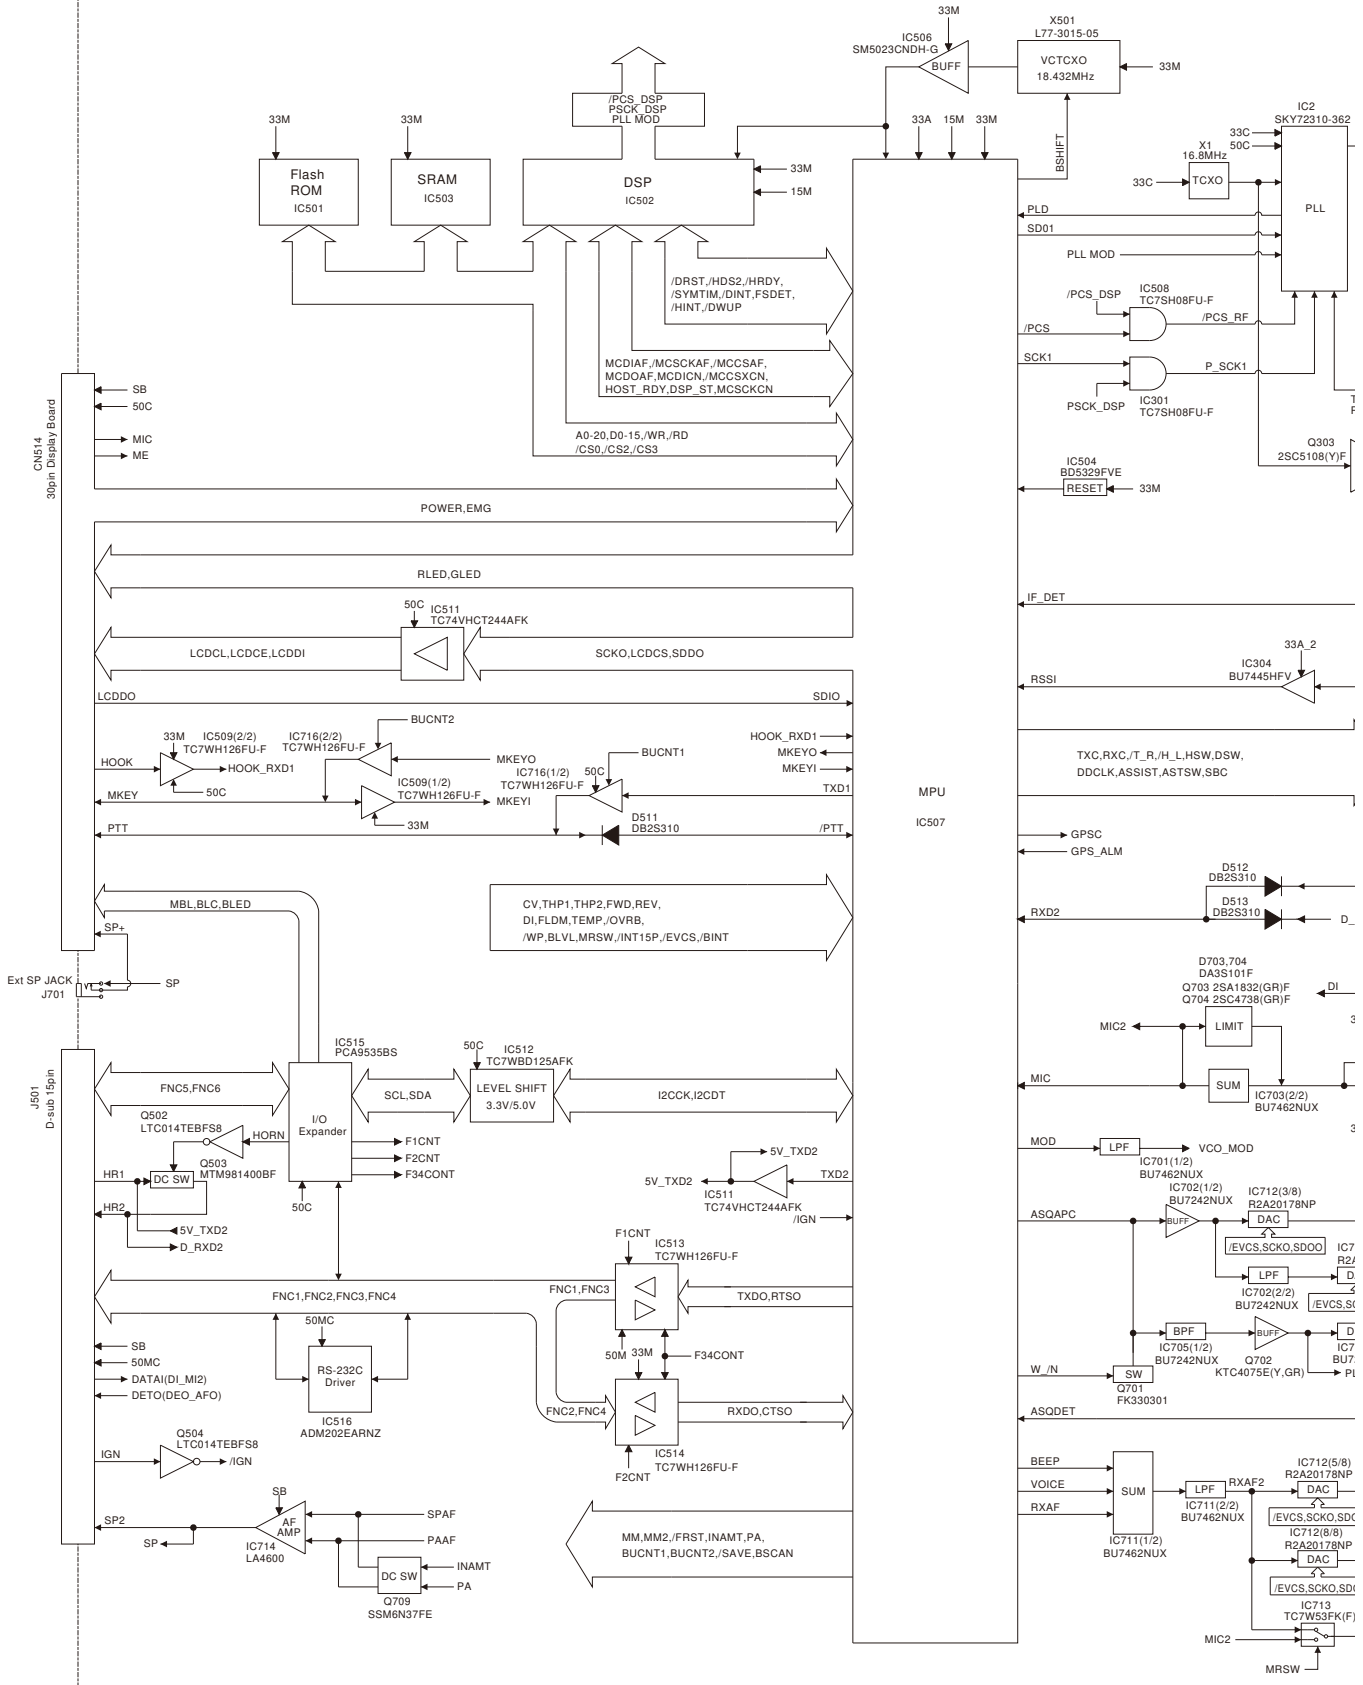 33M
X501
L77-3015-05
IC506
SM5023CNDH-G
BUFF
VCTCXO
18.432MHz
33M
/PCS_DSP
PSCK_DSP
PLL MOD
33M
33M
33A
15M
33M
BSHIFT
IC2
SKY72310-362
33C
50C
X1
16.8MHz
33C
TCXO
PLL
Flash
ROM
IC501
SRAM
IC503
DSP
IC502
33M
15M
PLD
SD01
PLL MOD
/DRST,/HDS2,/HRDY,
/SYMTIM,/DINT,FSDET,
/HINT,/DWUP
/PCS_DSP
IC508
TC7SH08FU-F
/PCS_RF
/PCS
SCK1
P_SCK1
PSCK_DSP
IC301
TC7SH08FU-F
MCDIAF,/MCSCKAF,/MCCSAF,
MCDOAF,MCDICN,/MCCSXCN,
HOST_RDY,DSP_ST,MCSCKCN
CN514
30pin Display Board
SB
50C
MIC
ME
A0-20,D0-15,/WR,/RD
/CS0,/CS2,/CS3
Q303
2SC5108(Y)F
IC504
BD5329FVE
RESET
33M
POWER,EMG
RLED,GLED
IF_DET
50C
IC511
TC74VHCT244AFK
LCDCL,LCDCE,LCDDI
SCKO,LCDCS,SDDO
33A_2
IC304
BU7445HFV
RSSI
LCDDO
SDIO
BUCNT2
33M
IC509(2/2)
TC7WH126FU-F
IC716(2/2)
TC7WH126FU-F
HOOK
HOOK_RXD1
50C
MKEYO
IC509(1/2)
TC7WH126FU-F
MKEYI
MKEY
33M
IC716(1/2)
TC7WH126FU-F
50C
BUCNT1
HOOK_RXD1
MKEYO
MKEYI
TXD1
TXC,RXC,/T_R,/H_L,HSW,DSW,
DDCLK,ASSIST,ASTSW,SBC
MPU
IC507
PTT
D511
DB2S310
/PTT
GPSC
GPS_ALM
D512
DB2S310
D513
DB2S310
RXD2
D_
MBL,BLC,BLED
CV,THP1,THP2,FWD,REV,
DI,FLDM,TEMP,/OVRB,
/WP,BLVL,MRSW,/INT15P,/EVCS,/BINT
SP+
Ext SP JACK
J701
SP
D703,704
DA3S101F
Q703 2SA1832(GR)F
Q704 2SC4738(GR)F
DI
MIC2
LIMIT
MIC
SUM
IC703(2/2)
BU7462NUX
J501
D-sub 15pin
IC515
PCA9535BS
50C
IC512
TC7WBD125AFK
FNC5,FNC6
SCL,SDA
LEVEL SHIFT
3.3V/5.0V
I2CCK,I2CDT
I/O
Expander
Q502
LTC014TEBFS8
HORN
F1CNT
F2CNT
F34CONT
HR1
DC SW
Q503
MTM981400BF
50C
HR2
5V_TXD2
D_RXD2
5V_TXD2
5V_TXD2
TXD2
IC511
TC74VHCT244AFK
/IGN
MOD
LPF
VCO_MOD
IC701(1/2)
BU7462NUX
IC702(1/2)
BU7242NUX
IC712(3/8)
R2A20178NP
ASQAPC
BUFF
DAC
/EVCS,SCKO,SDOO
LPF
IC702(2/2)
BU7242NUX
F1CNT
IC513
TC7WH126FU-F
FNC1,FNC2,FNC3,FNC4
FNC1,FNC3
TXDO,RTSO
50MC
RS-232C
Driver
IC516
ADM202EARNZ
50M
33M
F34CONT
BPF
IC705(1/2)
BU7242NUX
BUFF
Q702
KTC4075E(Y,GR)
W_/N
SW
Q701
FK330301
SB
50MC
DATAI(DI_MI2)
DETO(DEO_AFO)
FNC2,FNC4
RXDO,CTSO
IC514
TC7WH126FU-F
F2CNT
ASQDET
IGN
Q504
LTC014TEBFS8
/IGN
BEEP
VOICE
RXAF
SUM
IC711(1/2)
BU7462NUX
LPF
IC711(2/2)
BU7462NUX
RXAF2
IC712(5/8)
R2A20178NP
DAC
/EVCS,SCKO,SDO
IC712(8/8)
R2A20178NP
DAC
/EVCS,SCKO,SDO
SP2
SP
SB
AF
AMP
IC714
LA4600
SPAF
PAAF
INAMT
PA
DC SW
Q709
SSM6N37FE
MM,MM2,/FRST,INAMT,PA,
BUCNT1,BUCNT2,/SAVE,BSCAN
IC713
TC7W53FK(F)
MIC2
MRSW